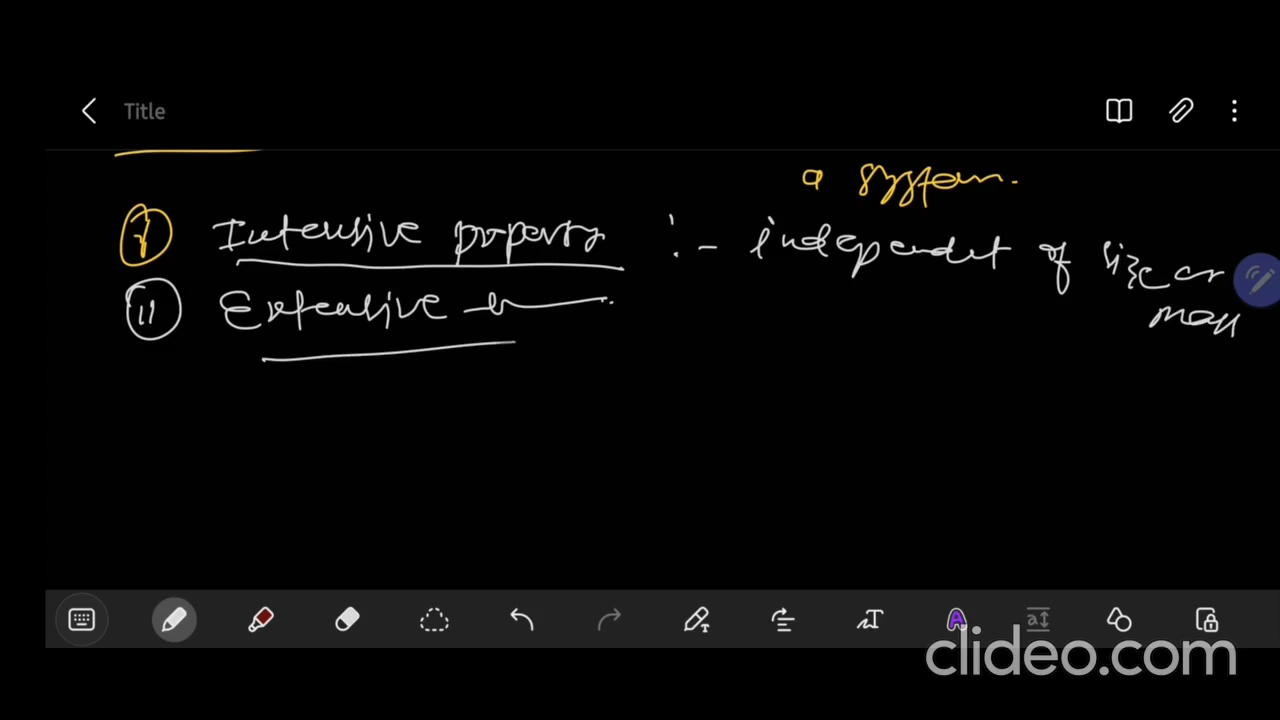 Title
a system.
i Intensive property :- independent of size or
mass
ii Extensive
A
a
clideo.com